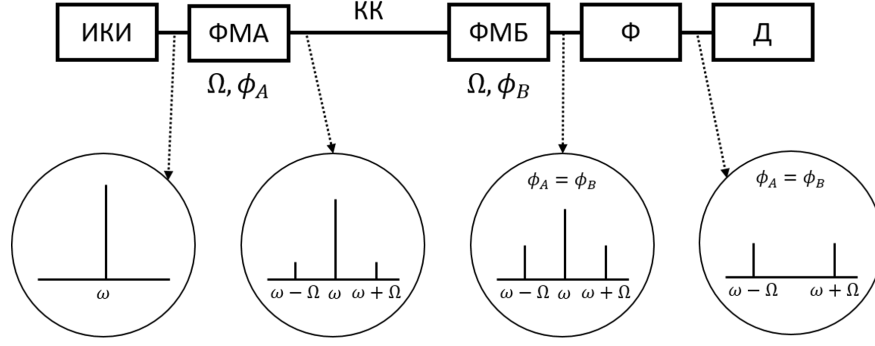 КК
ИКИ ФМА ФМБ Ф Д
Ω, ϕ_A Ω, ϕ_B
ϕ_A = ϕ_B ϕ_A = ϕ_B
ω ω − Ω ω ω + Ω ω − Ω ω ω + Ω ω − Ω ω + Ω